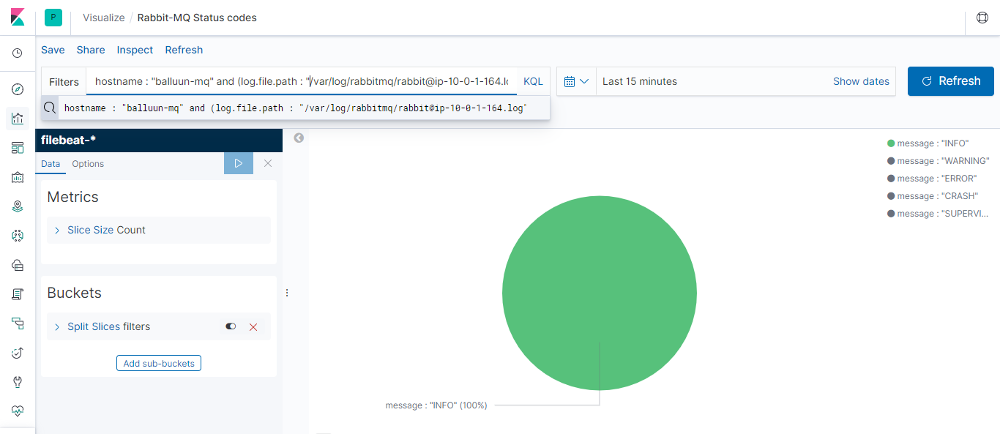 P
Visualize / Rabbit-MQ Status codes
Save Share Inspect Refresh
Filters hostname : "balluun-mq" and (log.file.path : "/var/log/rabbitmq/rabbit@ip-10-0-1-164.lo KQL Last 15 minutes Show dates Refresh
hostname : "balluun-mq" and (log.file.path : "/var/log/rabbitmq/rabbit@ip-10-0-1-164.log"
filebeat-*
Data Options
Metrics
Slice Size Count
Buckets
Split Slices filters
Add sub-buckets
message : "INFO"
message : "WARNING"
message : "ERROR"
message : "CRASH"
message : "SUPERVI...
message : "INFO" (100%)